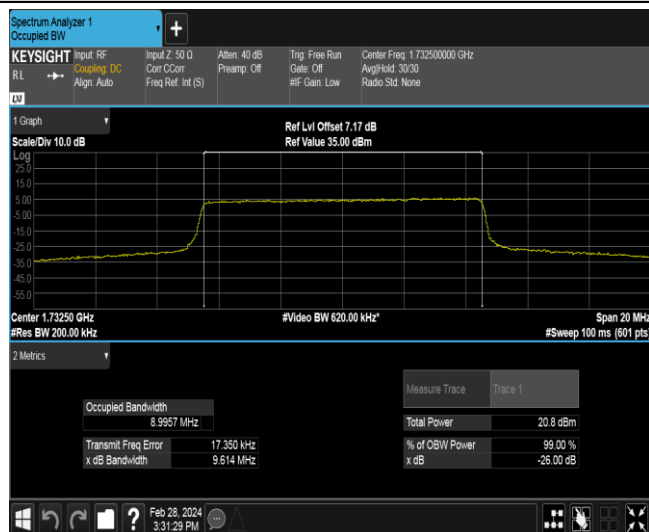 Spectrum Analyzer 1
Occupied BW
+
KEYSIGHT Input: RF Input Z: 50 Ω Atten: 40 dB Trig: Free Run Center Freq: 1.732500000 GHz
RL Coupling: DC Corr CCorr Preamp: Off Gate: Off Avg|Hold: 30/30
Align: Auto Freq Ref: Int (S) #IF Gain: Low Radio Std: None
LXI
1 Graph
Ref Lvl Offset 7.17 dB
Scale/Div 10.0 dB Ref Value 35.00 dBm
Log
25.0
15.0
5.00
-5.00
-15.0
-25.0
-35.0
-45.0
-55.0
Center 1.73250 GHz #Video BW 620.00 kHz* Span 20 MHz
#Res BW 200.00 kHz #Sweep 100 ms (601 pts
2 Metrics
Measure Trace Trace 1
Occupied Bandwidth
8.9957 MHz
Total Power 20.8 dBm
Transmit Freq Error 17.350 kHz % of OBW Power 99.00 %
x dB Bandwidth 9.614 MHz x dB -26.00 dB
? Feb 28, 2024
3:31:29 PM